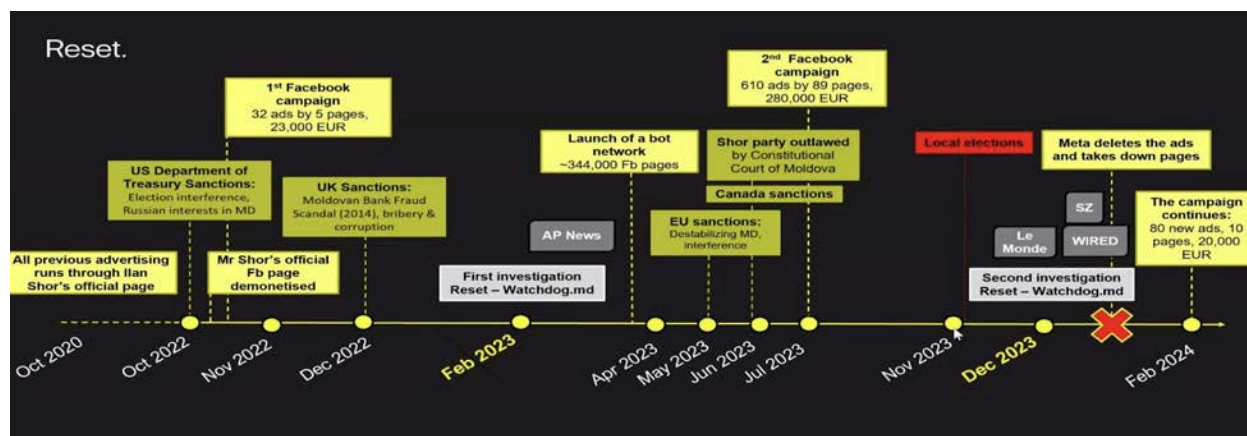 Reset.
1st Facebook
campaign
32 ads by 5 pages,
23,000 EUR
2nd Facebook
campaign
610 ads by 89 pages,
280,000 EUR
US Department of
Treasury Sanctions:
Election interference,
Russian interests in MD
UK Sanctions:
Moldovan Bank Fraud
Scandal (2014), bribery &
corruption
Launch of a bot
network
~344,000 Fb pages
Shor party outlawed
by Constitutional
Court of Moldova
Canada sanctions
Local elections
Meta deletes the ads
and takes down pages
All previous advertising
runs through Ilan
Shor's official page
Mr Shor's official
Fb page
demonetised
AP News
First investigation
Reset – Watchdog.md
EU sanctions:
Destabilizing MD,
interference
SZ
Le
Monde
WIRED
Second investigation
Reset – Watchdog.md
The campaign
continues:
80 new ads, 10
pages, 20,000
EUR
Oct 2020
Oct 2022
Nov 2022
Dec 2022
Feb 2023
Apr 2023
May 2023
Jun 2023
Jul 2023
Nov 2023
Dec 2023
Feb 2024